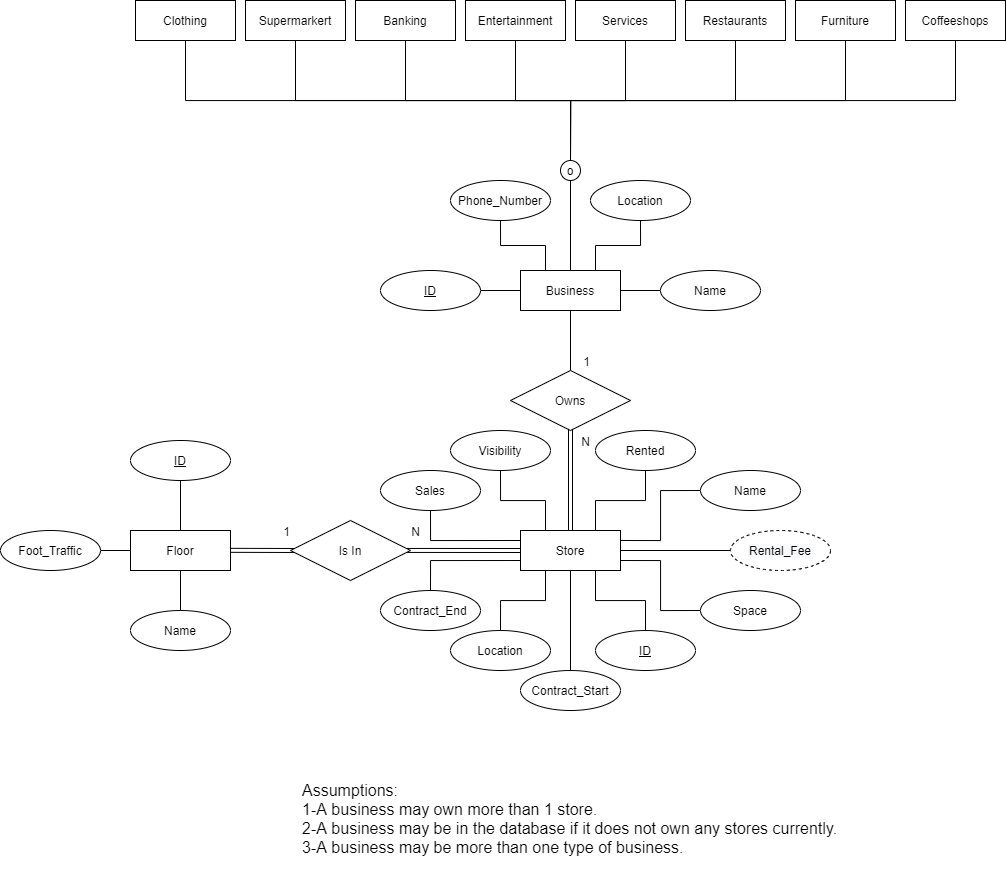 Clothing
Supermarkert
Banking
Entertainment
Services
Restaurants
Furniture
Coffeeshops
o
Phone_Number
Location
ID
Business
Name
1
Owns
N
Visibility
Rented
ID
Sales
Name
1
N
Foot_Traffic
Floor
Is In
Store
Rental_Fee
Contract_End
Space
Name
Location
ID
Contract_Start
Assumptions:
1-A business may own more than 1 store.
2-A business may be in the database if it does not own any stores currently.
3-A business may be more than one type of business.